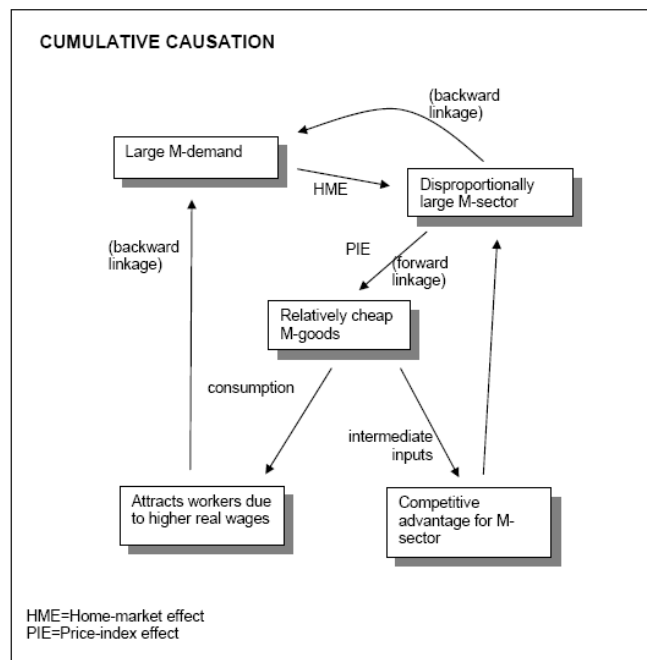 CUMULATIVE CAUSATION
(backward
linkage)
Large M-demand
HME
Disproportionally
large M-sector
(backward
linkage)
PIE
(forward
linkage)
Relatively cheap
M-goods
consumption
intermediate
inputs
Attracts workers due
to higher real wages
Competitive
advantage for M-
sector
HME=Home-market effect
PIE=Price-index effect